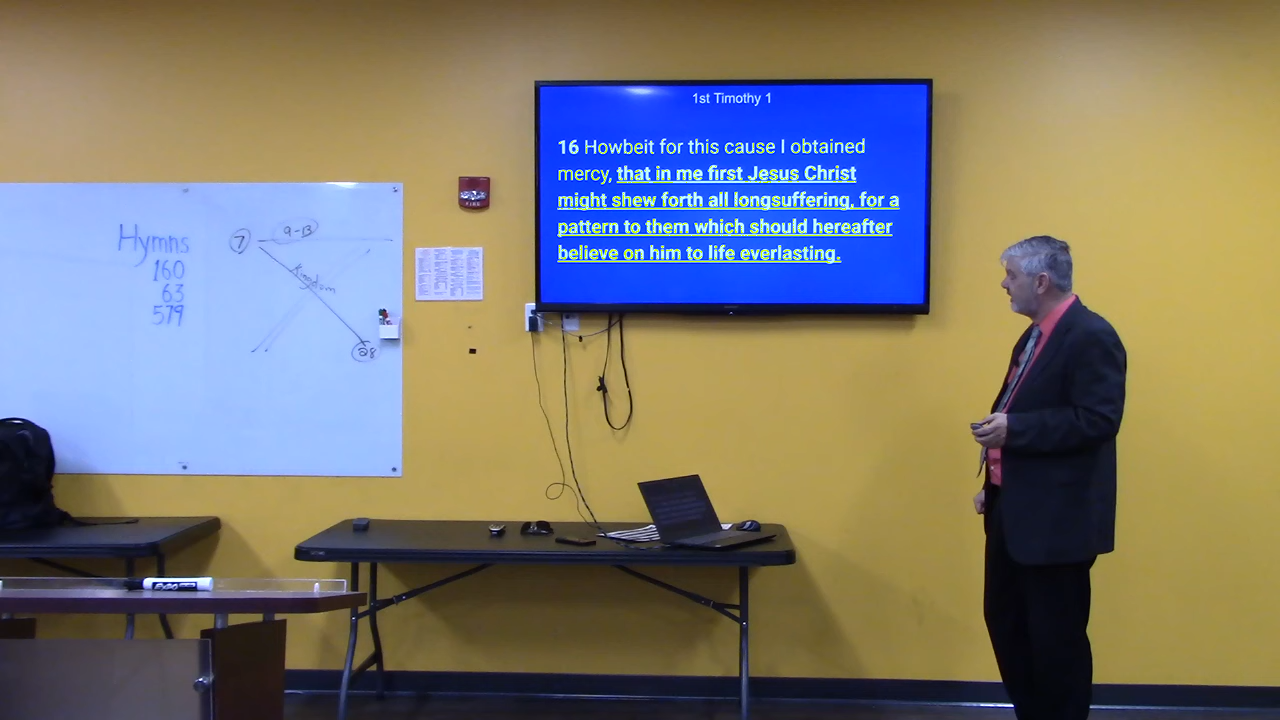 1st Timothy 1
16 Howbeit for this cause I obtained
mercy, that in me first Jesus Christ
might shew forth all longsuffering, for a
pattern to them which should hereafter
believe on him to life everlasting.
Hymns
160
63
579
7
9-13
Kingdom
28
FIRE
EXPO